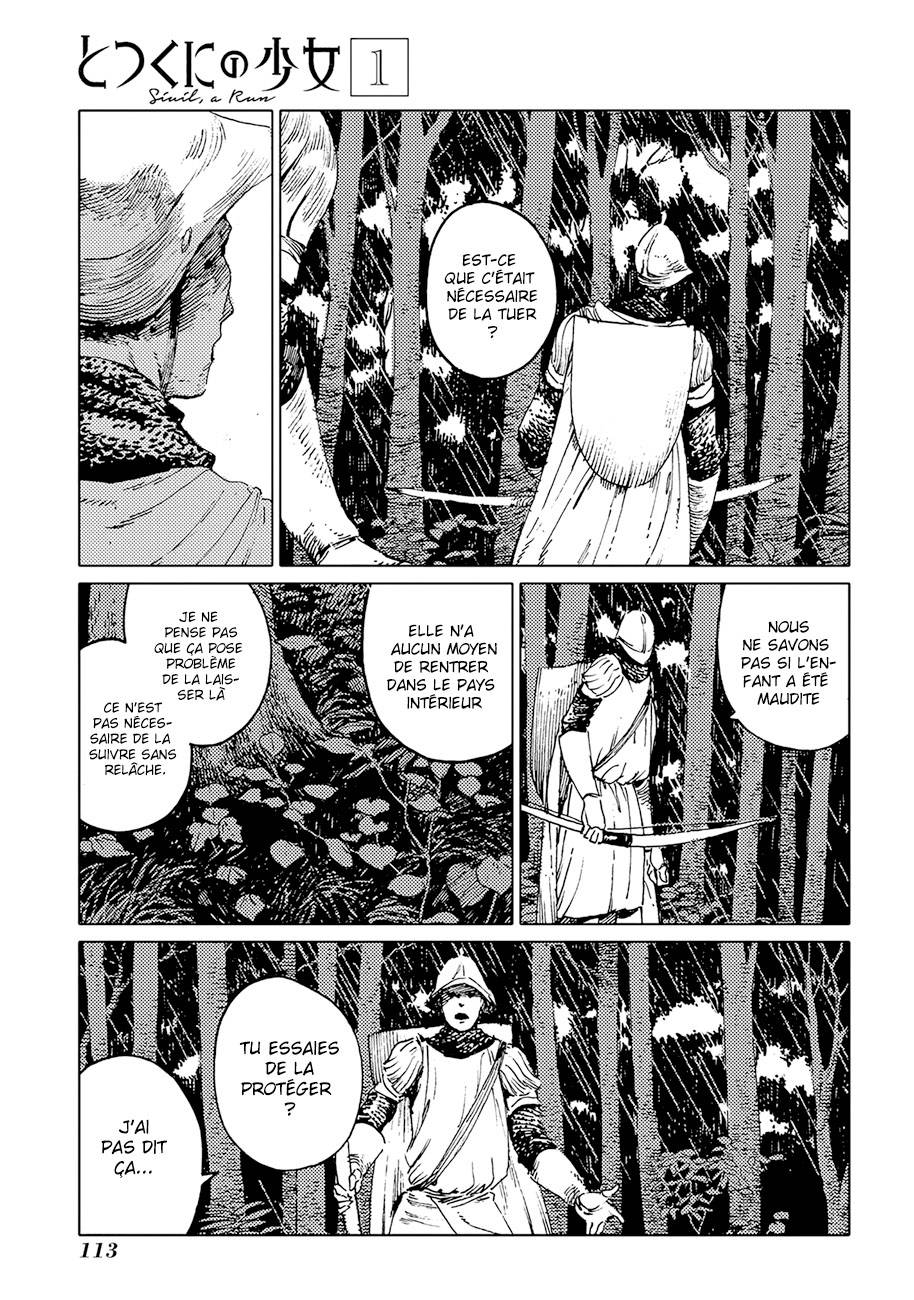 とつくにの少女 1
Siúil, a Run
EST-CE
QUE C'ÉTAIT
NÉCESSAIRE
DE LA TUER
?
NOUS
NE SAVONS
PAS SI L'EN-
FANT A ÉTÉ
MAUDITE
ELLE N'A
AUCUN MOYEN
DE RENTRER
DANS LE PAYS
INTÉRIEUR
JE NE
PENSE PAS
QUE ÇA POSE
PROBLÈME
DE LA LAIS-
SER LÀ
CE N'EST
PAS NÉCES-
SAIRE DE LA
SUIVRE SANS
RELÂCHE.
TU ESSAIES
DE LA
PROTÉGER
?
J'AI
PAS DIT
ÇA...
113